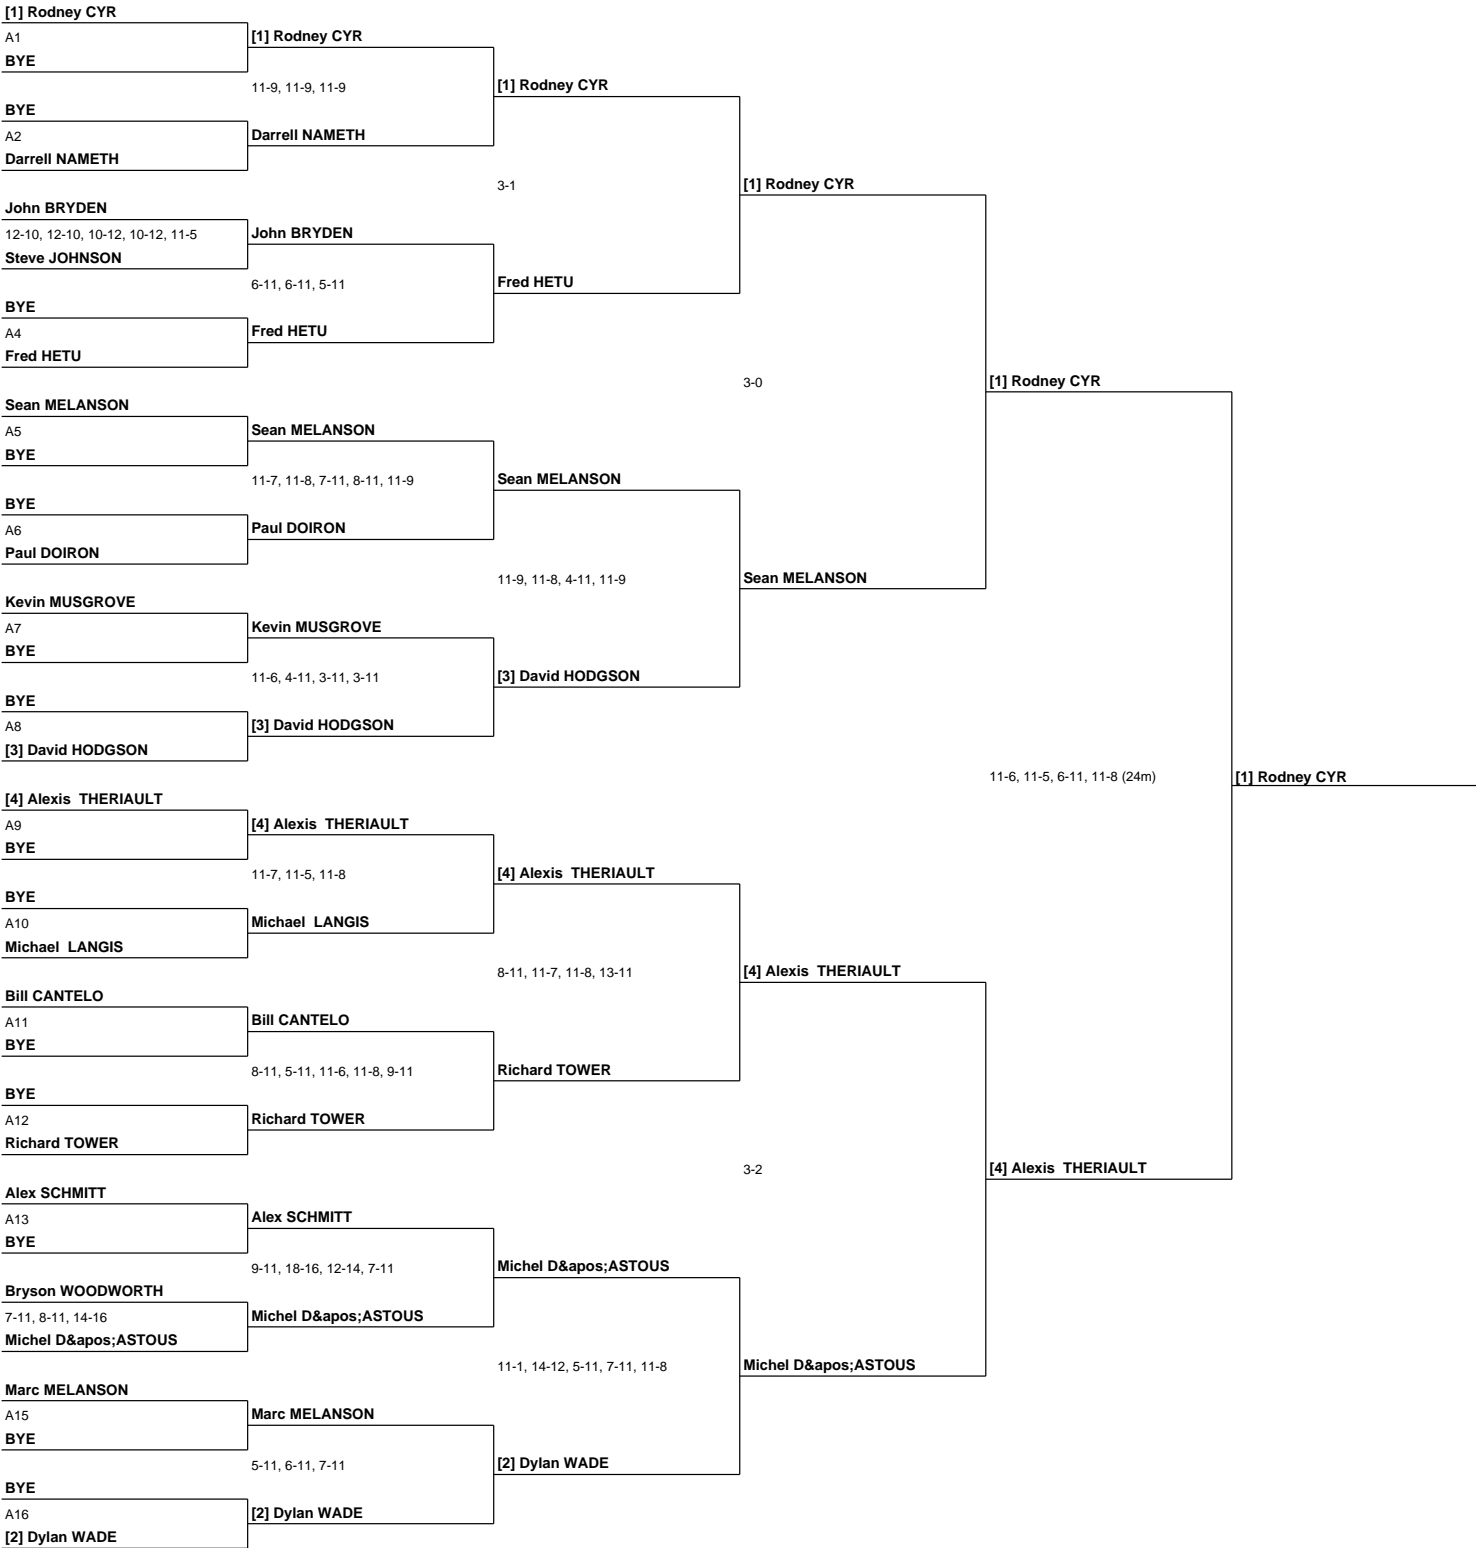 [1] Rodney CYR
A1
BYE
BYE
A2
Darrell NAMETH
John BRYDEN
12-10, 12-10, 10-12, 10-12, 11-5
Steve JOHNSON
BYE
A4
Fred HETU
Sean MELANSON
A5
BYE
BYE
A6
Paul DOIRON
Kevin MUSGROVE
A7
BYE
BYE
A8
[3] David HODGSON
[4] Alexis  THERIAULT
A9
BYE
BYE
A10
Michael  LANGIS
Bill CANTELO
A11
BYE
BYE
A12
Richard TOWER
Alex SCHMITT
A13
BYE
Bryson WOODWORTH
7-11, 8-11, 14-16
Michel D&apos;ASTOUS
Marc MELANSON
A15
BYE
BYE
A16
[2] Dylan WADE
[1] Rodney CYR
11-9, 11-9, 11-9
Darrell NAMETH
John BRYDEN
6-11, 6-11, 5-11
Fred HETU
Sean MELANSON
11-7, 11-8, 7-11, 8-11, 11-9
Paul DOIRON
Kevin MUSGROVE
11-6, 4-11, 3-11, 3-11
[3] David HODGSON
[4] Alexis  THERIAULT
11-7, 11-5, 11-8
Michael  LANGIS
Bill CANTELO
8-11, 5-11, 11-6, 11-8, 9-11
Richard TOWER
Alex SCHMITT
9-11, 18-16, 12-14, 7-11
Michel D&apos;ASTOUS
Marc MELANSON
5-11, 6-11, 7-11
[2] Dylan WADE
[1] Rodney CYR
3-1
Fred HETU
Sean MELANSON
11-9, 11-8, 4-11, 11-9
[3] David HODGSON
[4] Alexis  THERIAULT
8-11, 11-7, 11-8, 13-11
Richard TOWER
Michel D&apos;ASTOUS
11-1, 14-12, 5-11, 7-11, 11-8
[2] Dylan WADE
[1] Rodney CYR
3-0
Sean MELANSON
[4] Alexis  THERIAULT
3-2
Michel D&apos;ASTOUS
[1] Rodney CYR
11-6, 11-5, 6-11, 11-8 (24m)
[4] Alexis  THERIAULT
[1] Rodney CYR